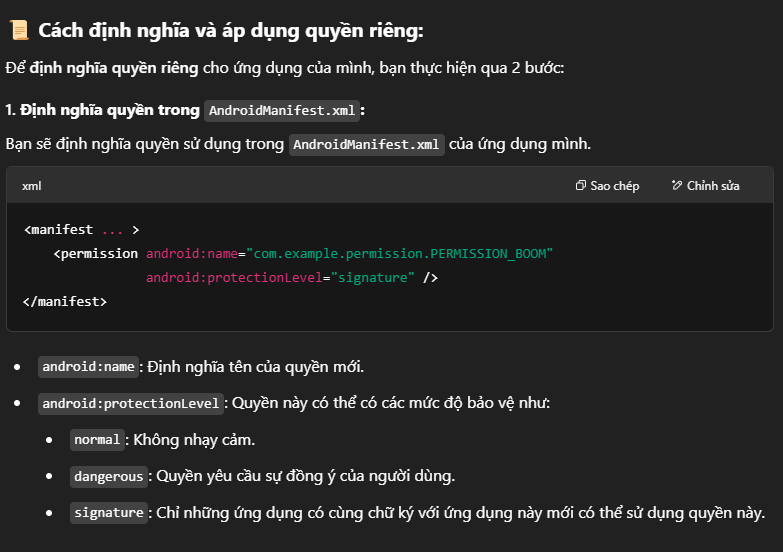 📜 Cách định nghĩa và áp dụng quyền riêng:
Để định nghĩa quyền riêng cho ứng dụng của mình, bạn thực hiện qua 2 bước:
1. Định nghĩa quyền trong AndroidManifest.xml:
Bạn sẽ định nghĩa quyền sử dụng trong AndroidManifest.xml của ứng dụng mình.
xml Sao chép Chỉnh sửa
<manifest ... >
    <permission android:name="com.example.permission.PERMISSION_BOOM"
                android:protectionLevel="signature" />
</manifest>
• android:name: Định nghĩa tên của quyền mới.
• android:protectionLevel: Quyền này có thể có các mức độ bảo vệ như:
• normal: Không nhạy cảm.
• dangerous: Quyền yêu cầu sự đồng ý của người dùng.
• signature: Chỉ những ứng dụng có cùng chữ ký với ứng dụng này mới có thể sử dụng quyền này.